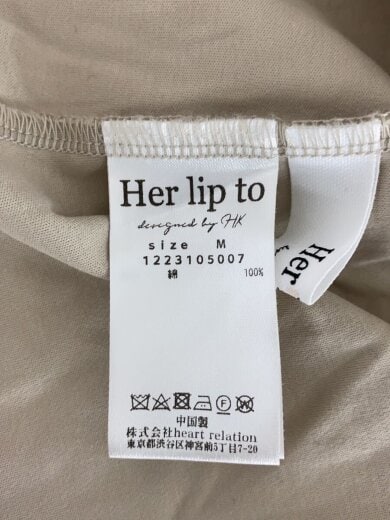 Her lip to
designed by HK
size M
1223105007
綿 100%
中国製
株式会社heart relation
東京都渋谷区神宮前5丁目7-20
Her